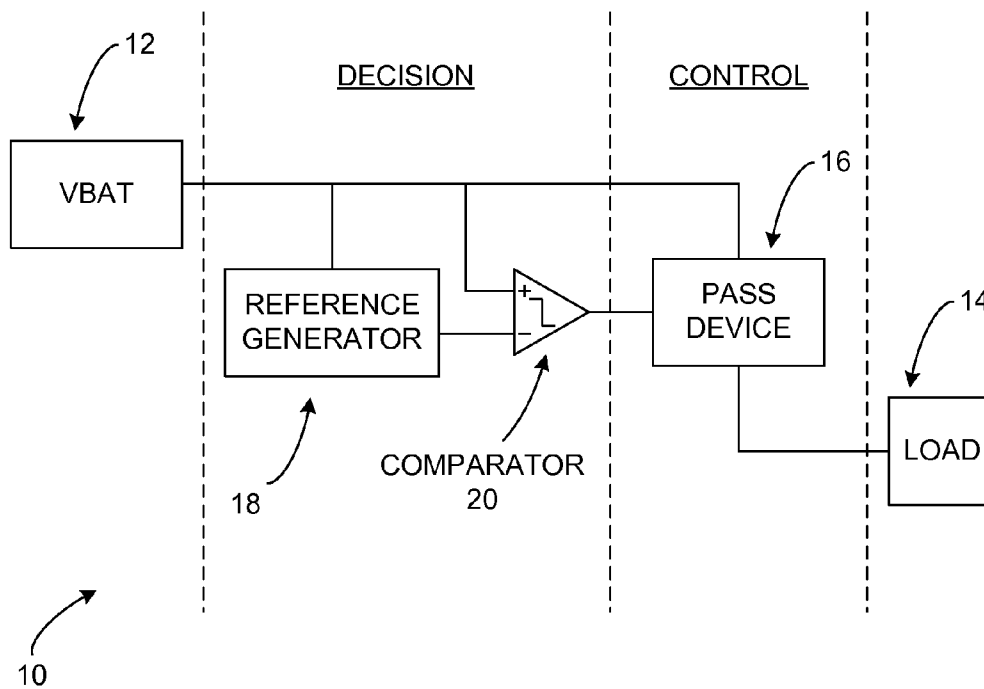 12
DECISION
CONTROL
VBAT
16
REFERENCE
GENERATOR
+
−
PASS
DEVICE
14
LOAD
COMPARATOR
20
18
10